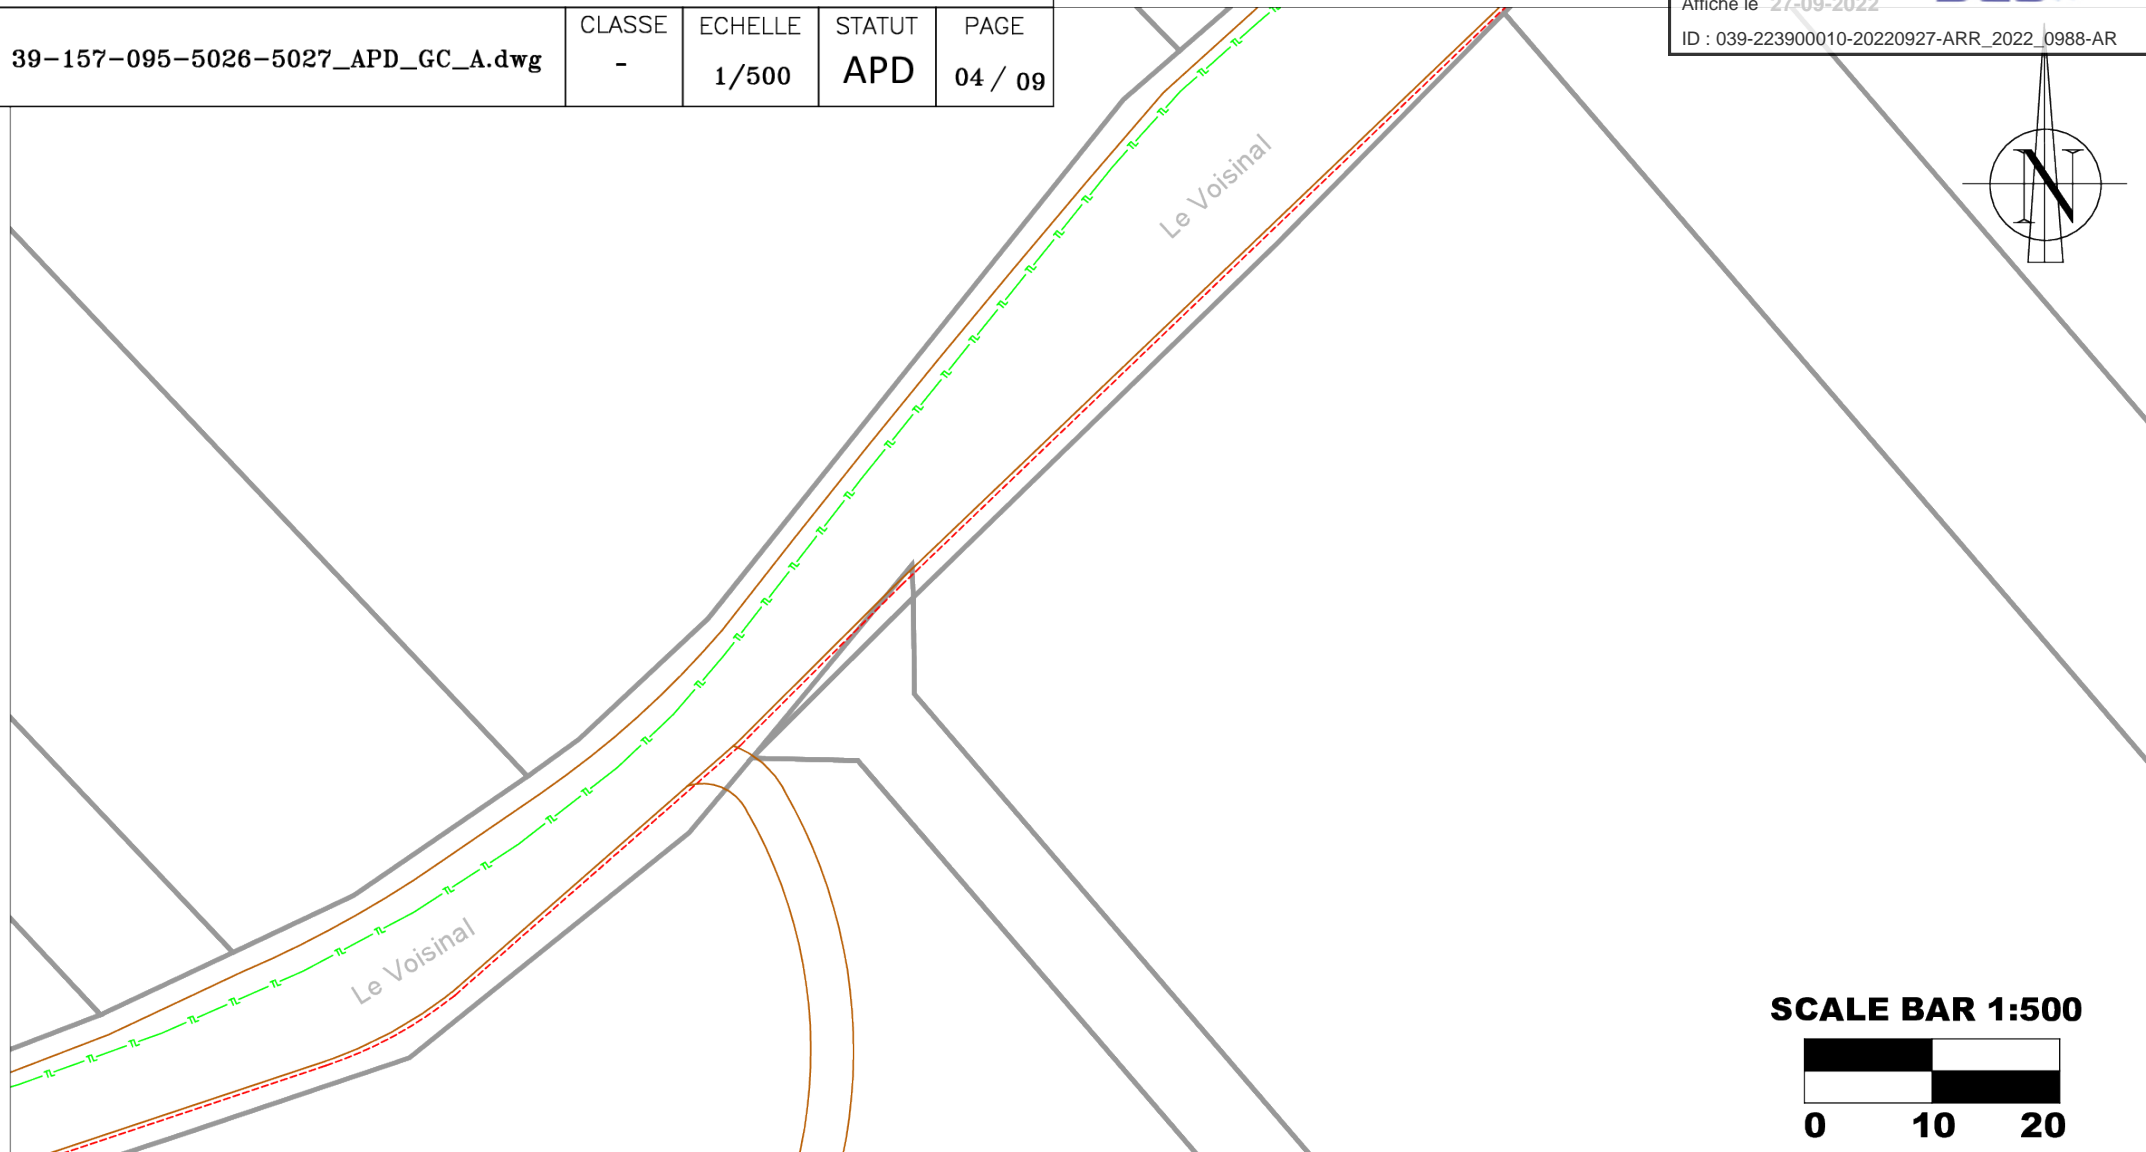 CLASSE ECHELLE STATUT PAGE
39-157-095-5026-5027_APD_GC_A.dwg - 1/500 APD 04 / 09
Affiché le 27-09-2022
ID : 039-223900010-20220927-ARR_2022_0988-AR
N
Le Voisinal
Le Voisinal
SCALE BAR 1:500
0 10 20